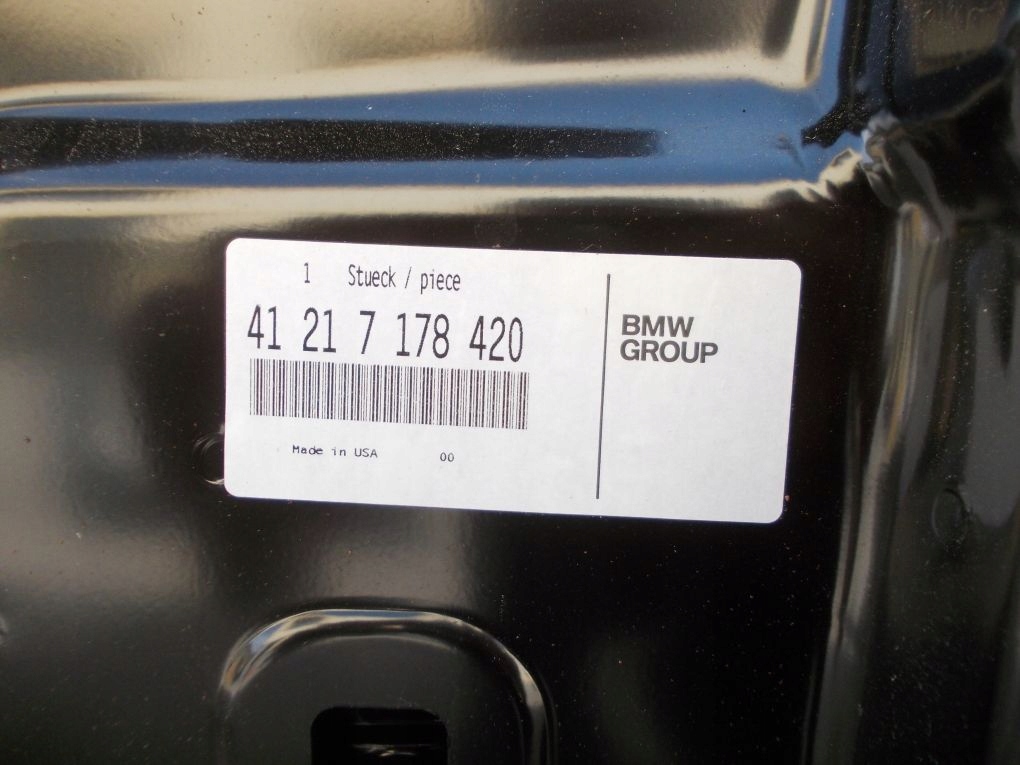 1 Stueck / piece
41 21 7 178 420
Made in USA 00
BMW
GROUP